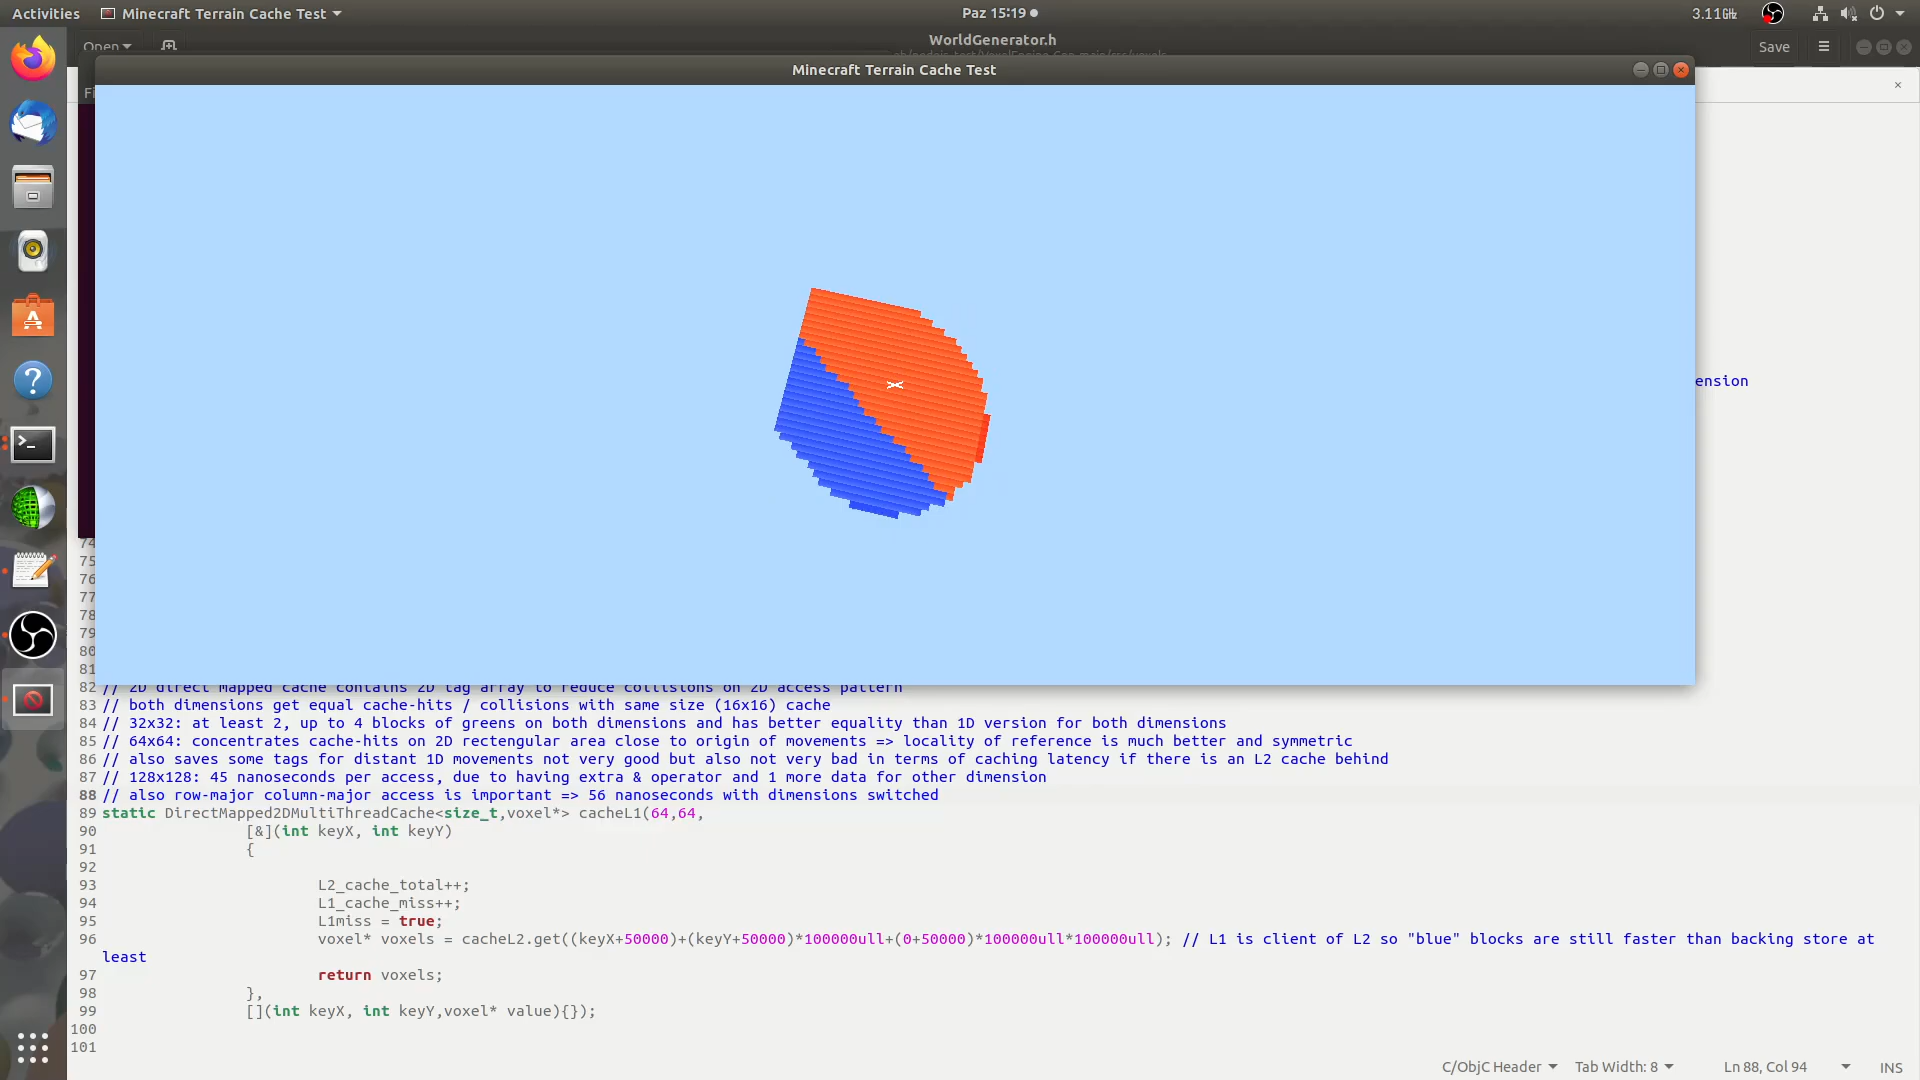 Activities
Minecraft Terrain Cache Test
Paz 15:19
3.11GHz
Open
WorldGenerator.h
Save
Minecraft Terrain Cache Test
Fi
ension
74
75
76
77
78
79
80
81
82 // 2D direct mapped cache contains 2D tag array to reduce collisions on 2D access pattern
83 // both dimensions get equal cache-hits / collisions with same size (16x16) cache
84 // 32x32: at least 2, up to 4 blocks of greens on both dimensions and has better equality than 1D version for both dimensions
85 // 64x64: concentrates cache-hits on 2D rectengular area close to origin of movements => locality of reference is much better and symmetric
86 // also saves some tags for distant 1D movements not very good but also not very bad in terms of caching latency if there is an L2 cache behind
87 // 128x128: 45 nanoseconds per access, due to having extra & operator and 1 more data for other dimension
88 // also row-major column-major access is important => 56 nanoseconds with dimensions switched
89 static DirectMapped2DMultiThreadCache<size_t,voxel*> cacheL1(64,64,
90 [&](int keyX, int keyY)
91 {
92
93 L2_cache_total++;
94 L1_cache_miss++;
95 L1miss = true;
96 voxel* voxels = cacheL2.get((keyX+50000)+(keyY+50000)*100000ull+(0+50000)*100000ull*100000ull); // L1 is client of L2 so "blue" blocks are still faster than backing store at
least
97 return voxels;
98 },
99 [](int keyX, int keyY,voxel* value){});
100
101
C/ObjC Header
Tab Width: 8
Ln 88, Col 94
INS